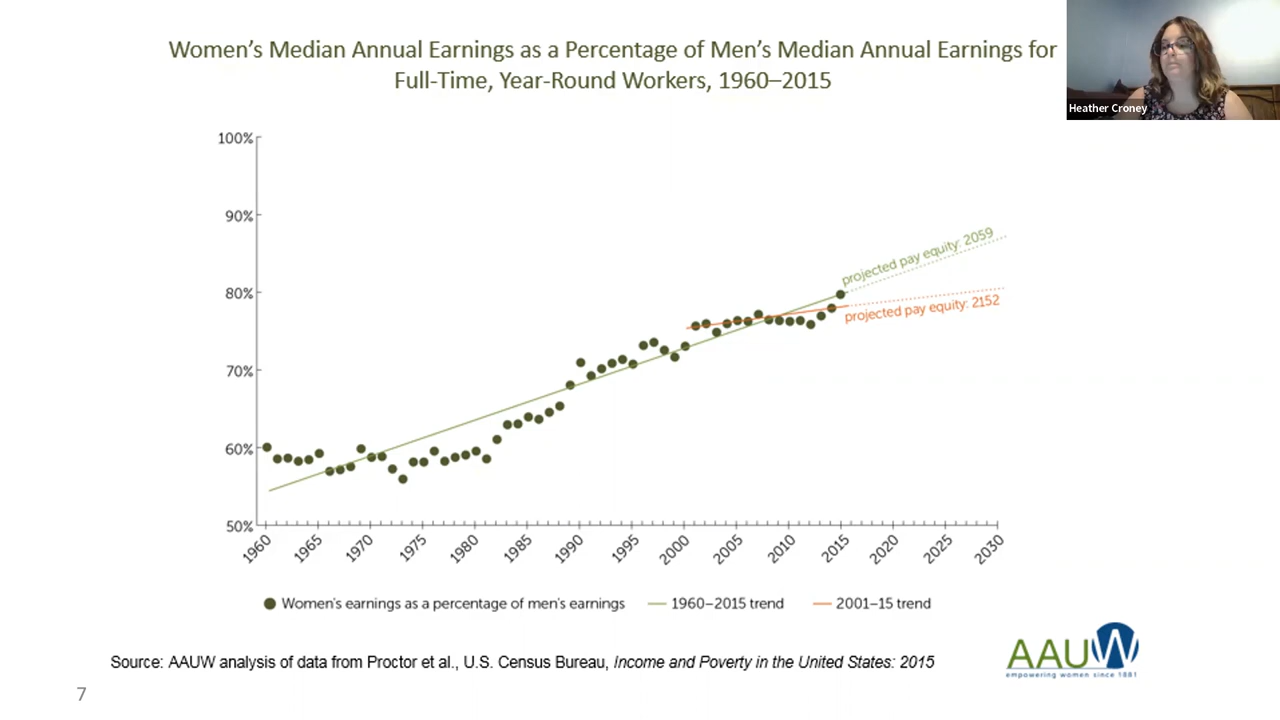 Women's Median Annual Earnings as a Percentage of Men's Median Annual Earnings for
Full-Time, Year-Round Workers, 1960–2015
Heather Croney
100%
90%
80%
70%
60%
50%
projected pay equity: 2059
projected pay equity: 2152
1960
1965
1970
1975
1980
1985
1990
1995
2000
2005
2010
2015
2020
2025
2030
Women's earnings as a percentage of men's earnings
1960–2015 trend
2001–15 trend
Source: AAUW analysis of data from Proctor et al., U.S. Census Bureau, Income and Poverty in the United States: 2015
AAUW
empowering women since 1881
7